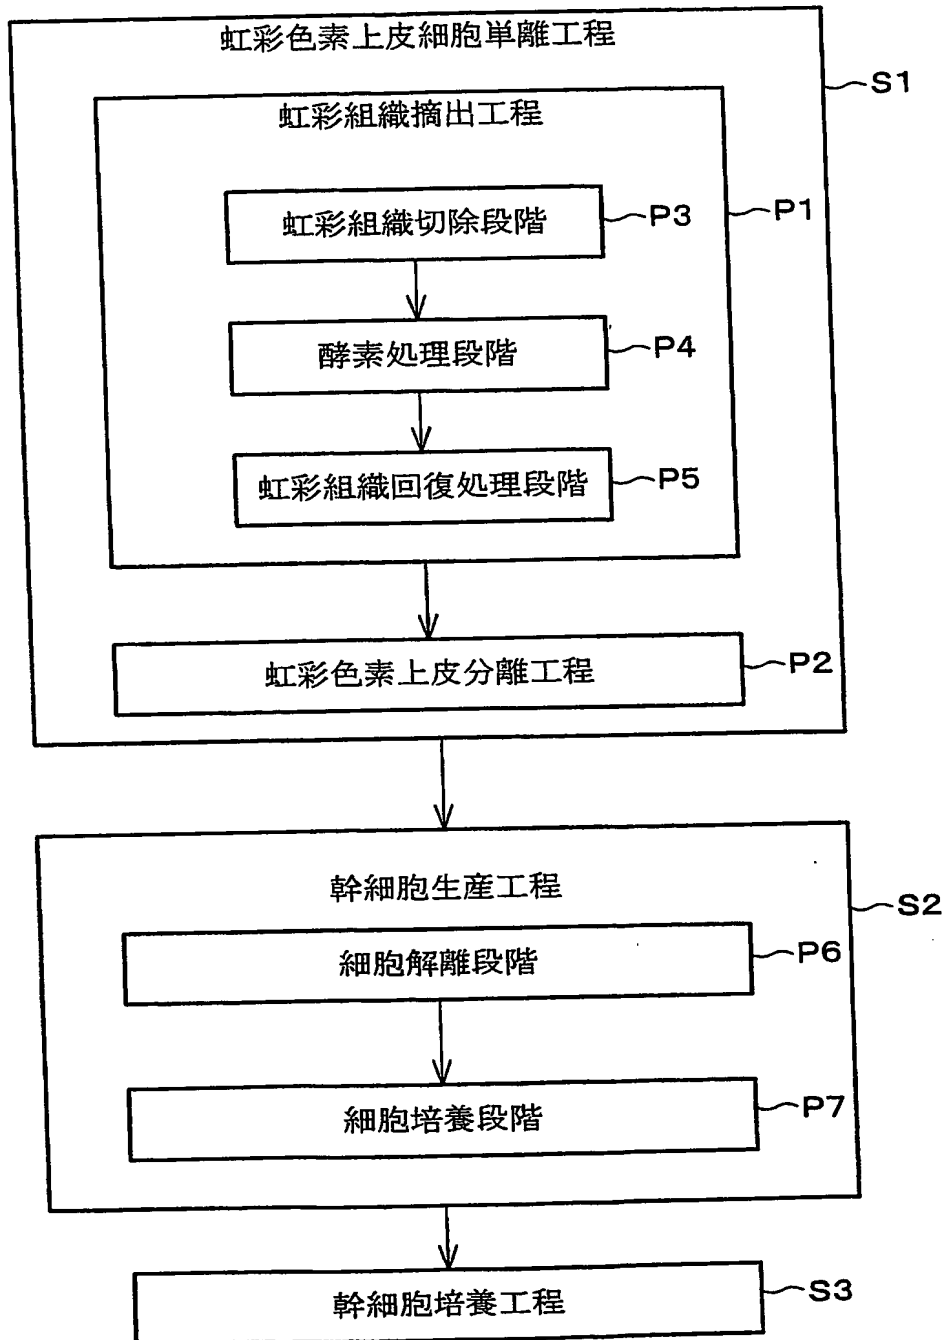 虹彩色素上皮細胞単離工程
S1
虹彩組織摘出工程
P1
虹彩組織切除段階
P3
酵素処理段階
P4
虹彩組織回復処理段階
P5
虹彩色素上皮分離工程
P2
幹細胞生産工程
S2
細胞解離段階
P6
細胞培養段階
P7
幹細胞培養工程
S3